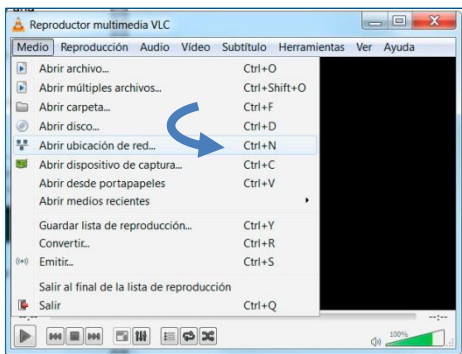 Reproductor multimedia VLC
Medio Reproducción Audio Vídeo Subtítulo Herramientas Ver Ayuda
Abrir archivo... Ctrl+O
Abrir múltiples archivos... Ctrl+Shift+O
Abrir carpeta... Ctrl+F
Abrir disco... Ctrl+D
Abrir ubicación de red... Ctrl+N
Abrir dispositivo de captura... Ctrl+C
Abrir desde portapapeles Ctrl+V
Abrir medios recientes
Guardar lista de reproducción... Ctrl+Y
Convertir... Ctrl+R
Emitir... Ctrl+S
Salir al final de la lista de reproducción
Salir Ctrl+Q
--:--
100%